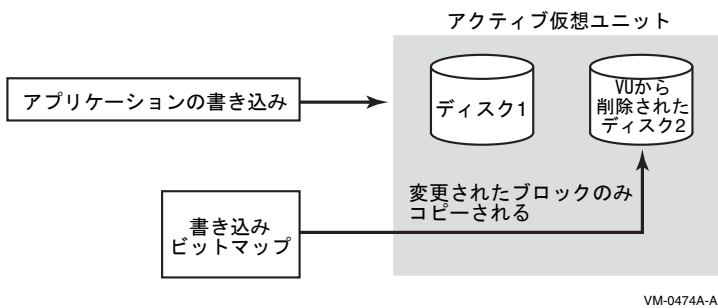 アクティブ仮想ユニット
アプリケーションの書き込み
ディスク1
VUから
削除された
ディスク2
変更されたブロックのみ
コピーされる
書き込み
ビットマップ
VM-0474A-AI